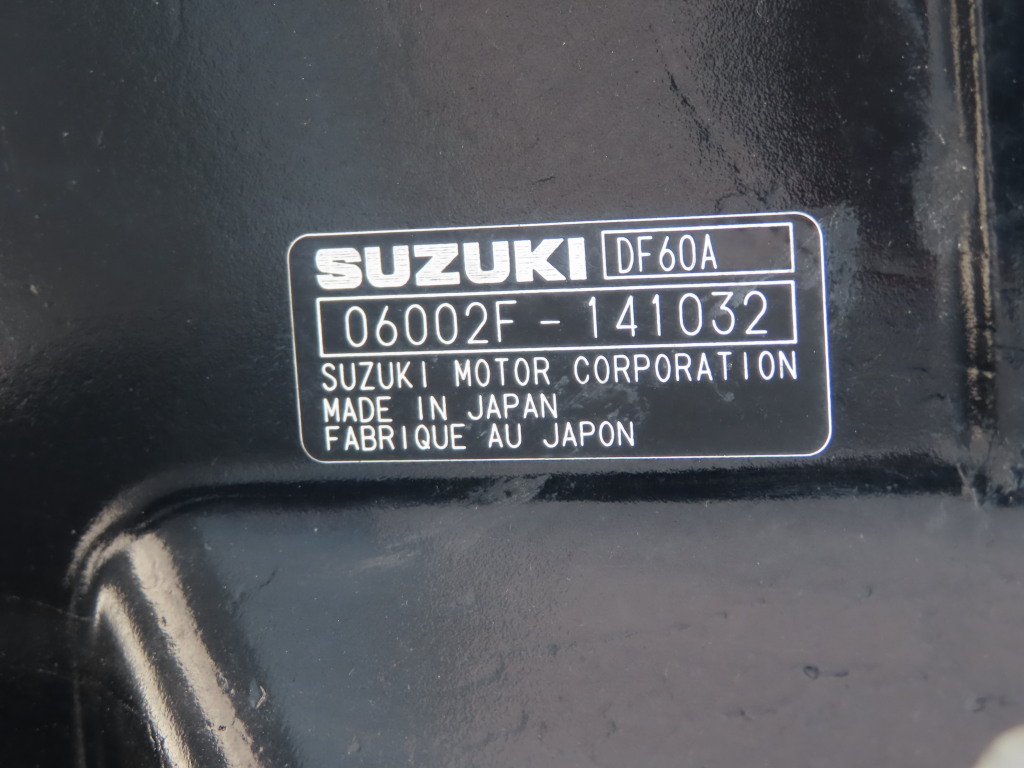 SUZUKI DF60A
06002F - 141032
SUZUKI MOTOR CORPORATION
MADE IN JAPAN
FABRIQUE AU JAPON